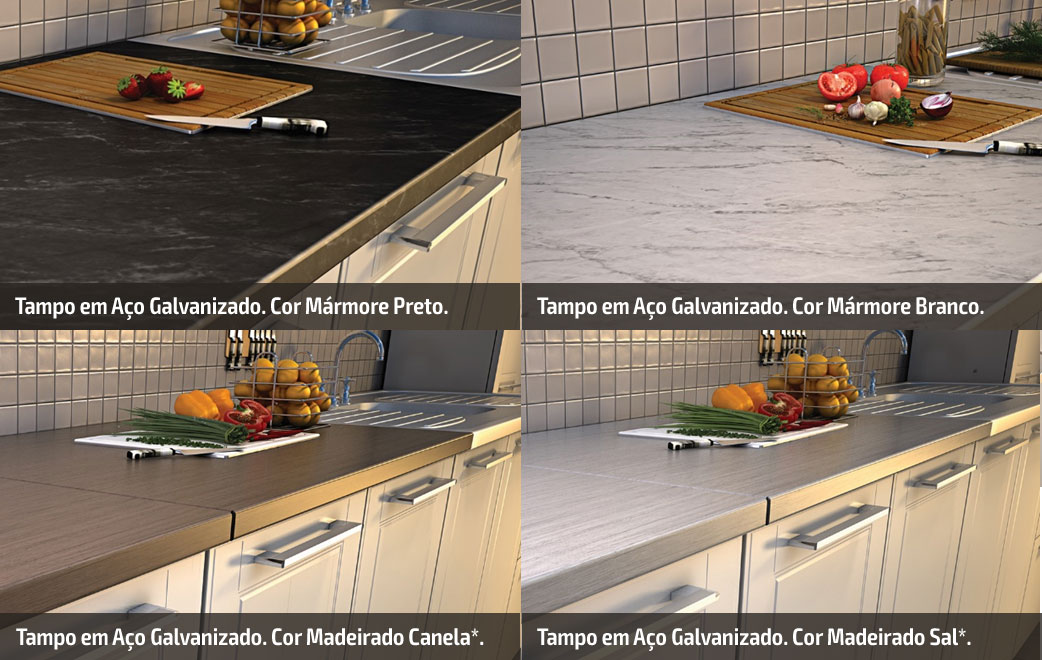 Tampo em Aço Galvanizado. Cor Mármore Preto.
Tampo em Aço Galvanizado. Cor Mármore Branco.
Tampo em Aço Galvanizado. Cor Madeirado Canela*.
Tampo em Aço Galvanizado. Cor Madeirado Sal*.